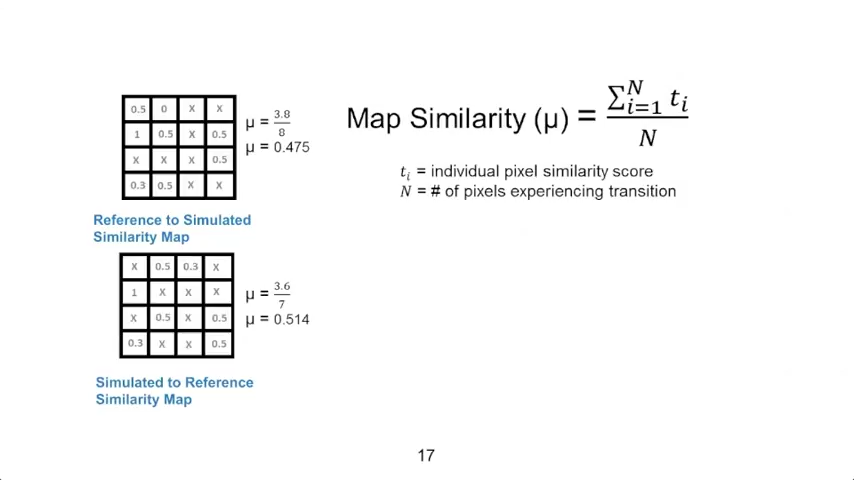 Map Similarity (μ) = ∑ᵢ₌₁ᴺ tᵢ / N
tᵢ = individual pixel similarity score
N = # of pixels experiencing transition
0.5 0 X X
1 0.5 X 0.5
X X X 0.5
0.3 0.5 X X
μ = 3.8/8
μ = 0.475
Reference to Simulated
Similarity Map
X 0.5 0.3 X
1 X X X
X 0.5 X 0.5
0.3 X X 0.5
μ = 3.6/7
μ = 0.514
Simulated to Reference
Similarity Map
17